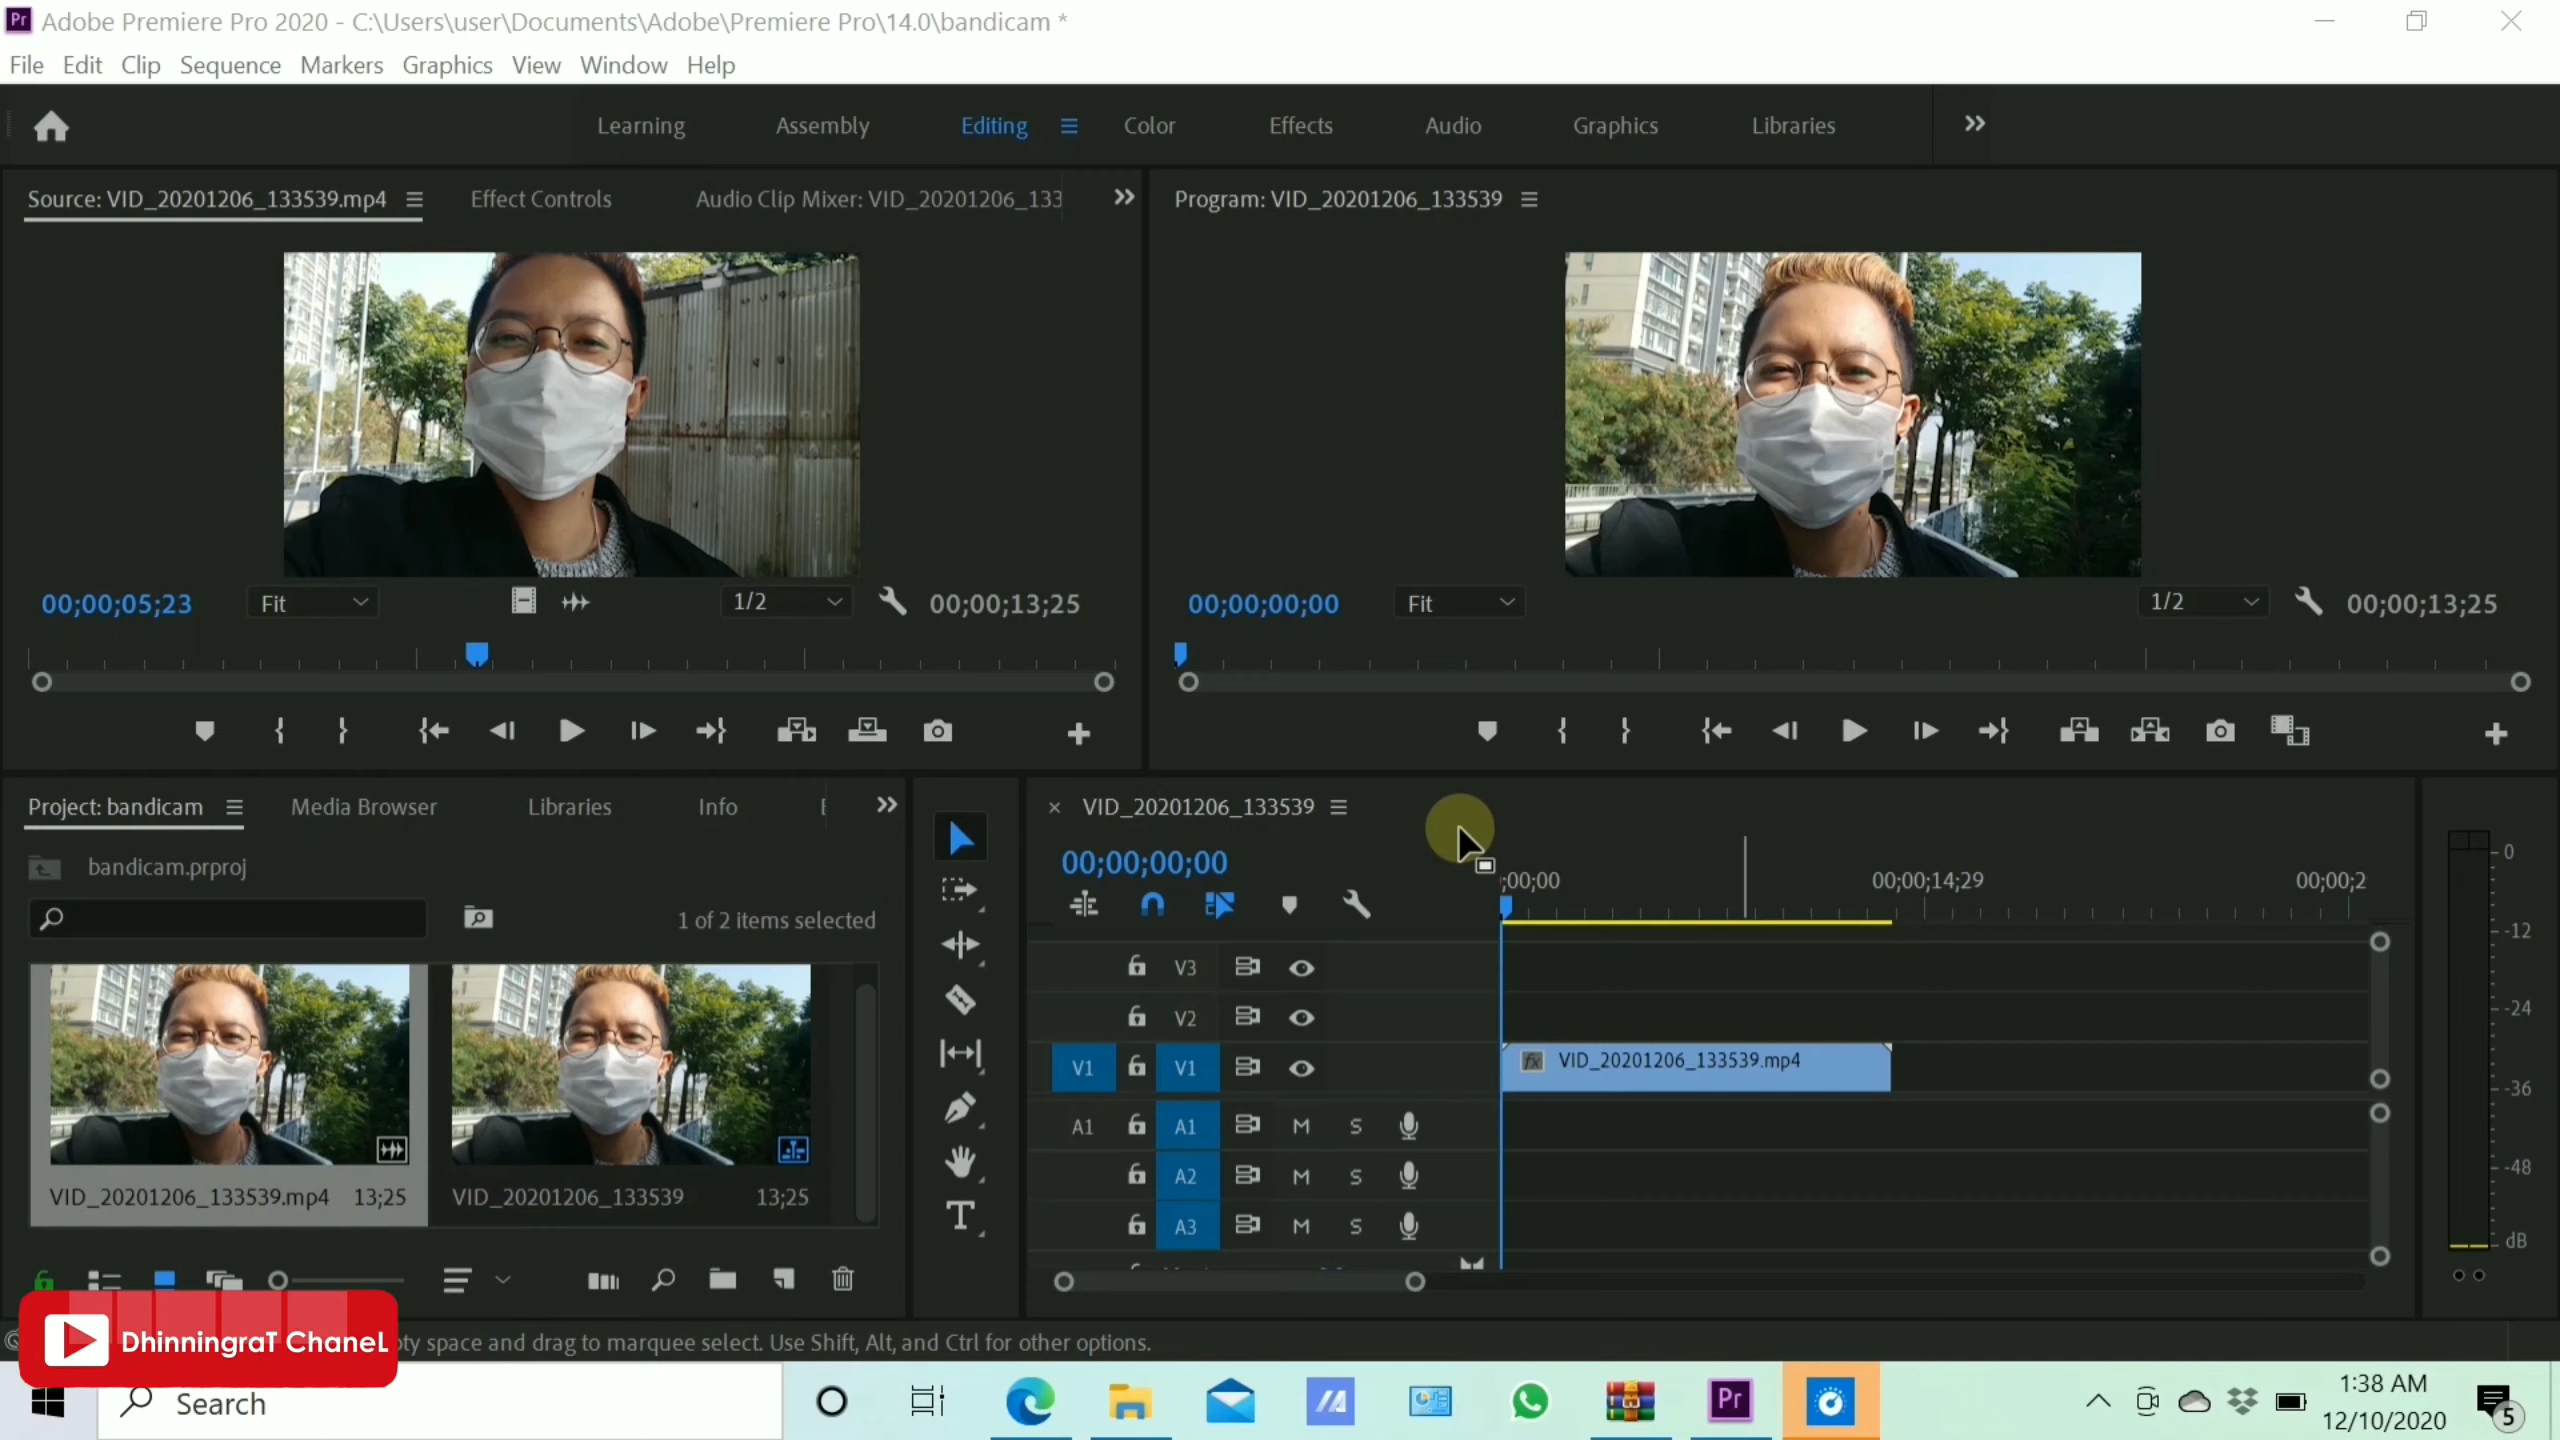 Adobe Premiere Pro 2020 - C:\Users\user\Documents\Adobe\Premiere Pro\14.0\bandicam *
File Edit Clip Sequence Markers Graphics View Window Help
Learning Assembly Editing Color Effects Audio Graphics Libraries
Source: VID_20201206_133539.mp4 Effect Controls Audio Clip Mixer: VID_20201206_133
Program: VID_20201206_133539
00;00;05;23 Fit 1/2 00;00;13;25
00;00;00;00 Fit 1/2 00;00;13;25
Project: bandicam Media Browser Libraries Info
bandicam.prproj
1 of 2 items selected
VID_20201206_133539.mp4 13;25
VID_20201206_133539 13;25
T
VID_20201206_133539
00;00;00;00
;00;00 00;00;14;29 00;00;2
V3
V2
V1 V1 fx VID_20201206_133539.mp4
A1 A1 M S
A2 M S
A3 M S
0
-12
-24
-36
-48
dB
DhinningraT ChaneL
pty space and drag to marquee select. Use Shift, Alt, and Ctrl for other options.
Search
Pr
1:38 AM
12/10/2020
5